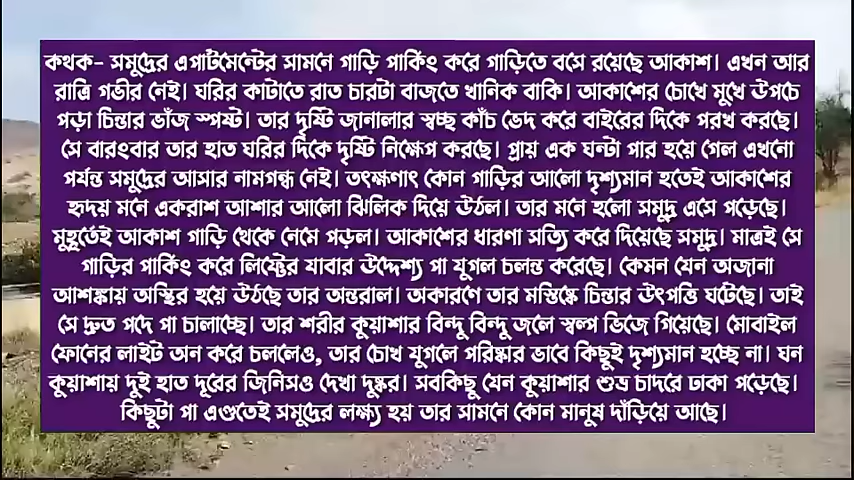 কথক- সমুদ্রের এপার্টমেন্টের সামনে গাড়ি পার্কিং করে গাড়িতে বসে রয়েছে আকাশ। এখন আর
রাত্রি গভীর নেই। ঘরির কাটাতে রাত চারটা বাজতে খানিক বাকি। আকাশের চোখে মুখে উপচে
পড়া চিন্তার ভাঁজ স্পষ্ট। তার দৃষ্টি জানালার স্বচ্ছ কাঁচ ভেদ করে বাইরের দিকে পরখ করছে।
সে বারংবার তার হাত ঘরির দিকে দৃষ্টি নিক্ষেপ করছে। প্রায় এক ঘন্টা পার হয়ে গেল এখনো
পর্যন্ত সমুদ্রের আসার নামগন্ধ নেই। তৎক্ষণাৎ কোন গাড়ির আলো দৃশ্যমান হতেই আকাশের
হৃদয় মনে একরাশ আশার আলো ঝিলিক দিয়ে উঠল। তার মনে হলো সমুদ্র এসে পড়েছে।
মুহূর্তেই আকাশ গাড়ি থেকে নেমে পড়ল। আকাশের ধারণা সত্যি করে দিয়েছে সমুদ্র। মাত্রই সে
গাড়ির পার্কিং করে লিফ্টের যাবার উদ্দেশ্য পা যুগল চলন্ত করেছে। কেমন যেন অজানা
আশঙ্কায় অস্থির হয়ে উঠছে তার অন্তরাল। অকারণে তার মস্তিষ্কে চিন্তার উৎপত্তি ঘটেছে। তাই
সে দ্রুত পদে পা চালাচ্ছে। তার শরীর কুয়াশার বিন্দু বিন্দু জলে স্বল্প ভিজে গিয়েছে। মোবাইল
ফোনের লাইট অন করে চললেও, তার চোখ যুগলে পরিষ্কার ভাবে কিছুই দৃশ্যমান হচ্ছে না। ঘন
কুয়াশায় দুই হাত দূরের জিনিসও দেখা দুষ্কর। সবকিছু যেন কুয়াশার শুভ্র চাদরে ঢাকা পড়েছে।
কিছুটা পা এগুতেই সমুদ্রের লক্ষ্য হয় তার সামনে কোন মানুষ দাঁড়িয়ে আছে।